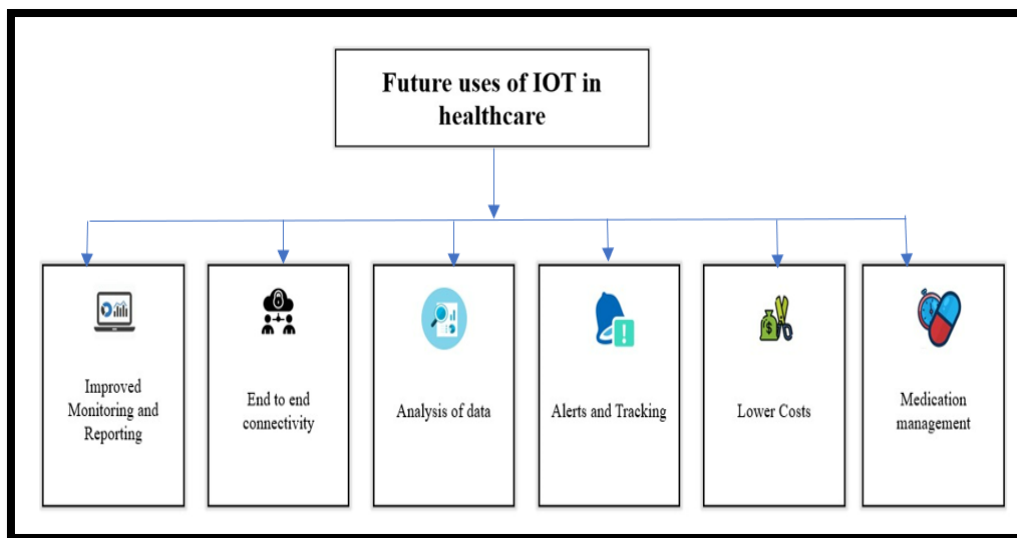 Future uses of IOT in
healthcare
Improved
Monitoring and
Reporting
End to end
connectivity
Analysis of data
Alerts and Tracking
Lower Costs
Medication
management